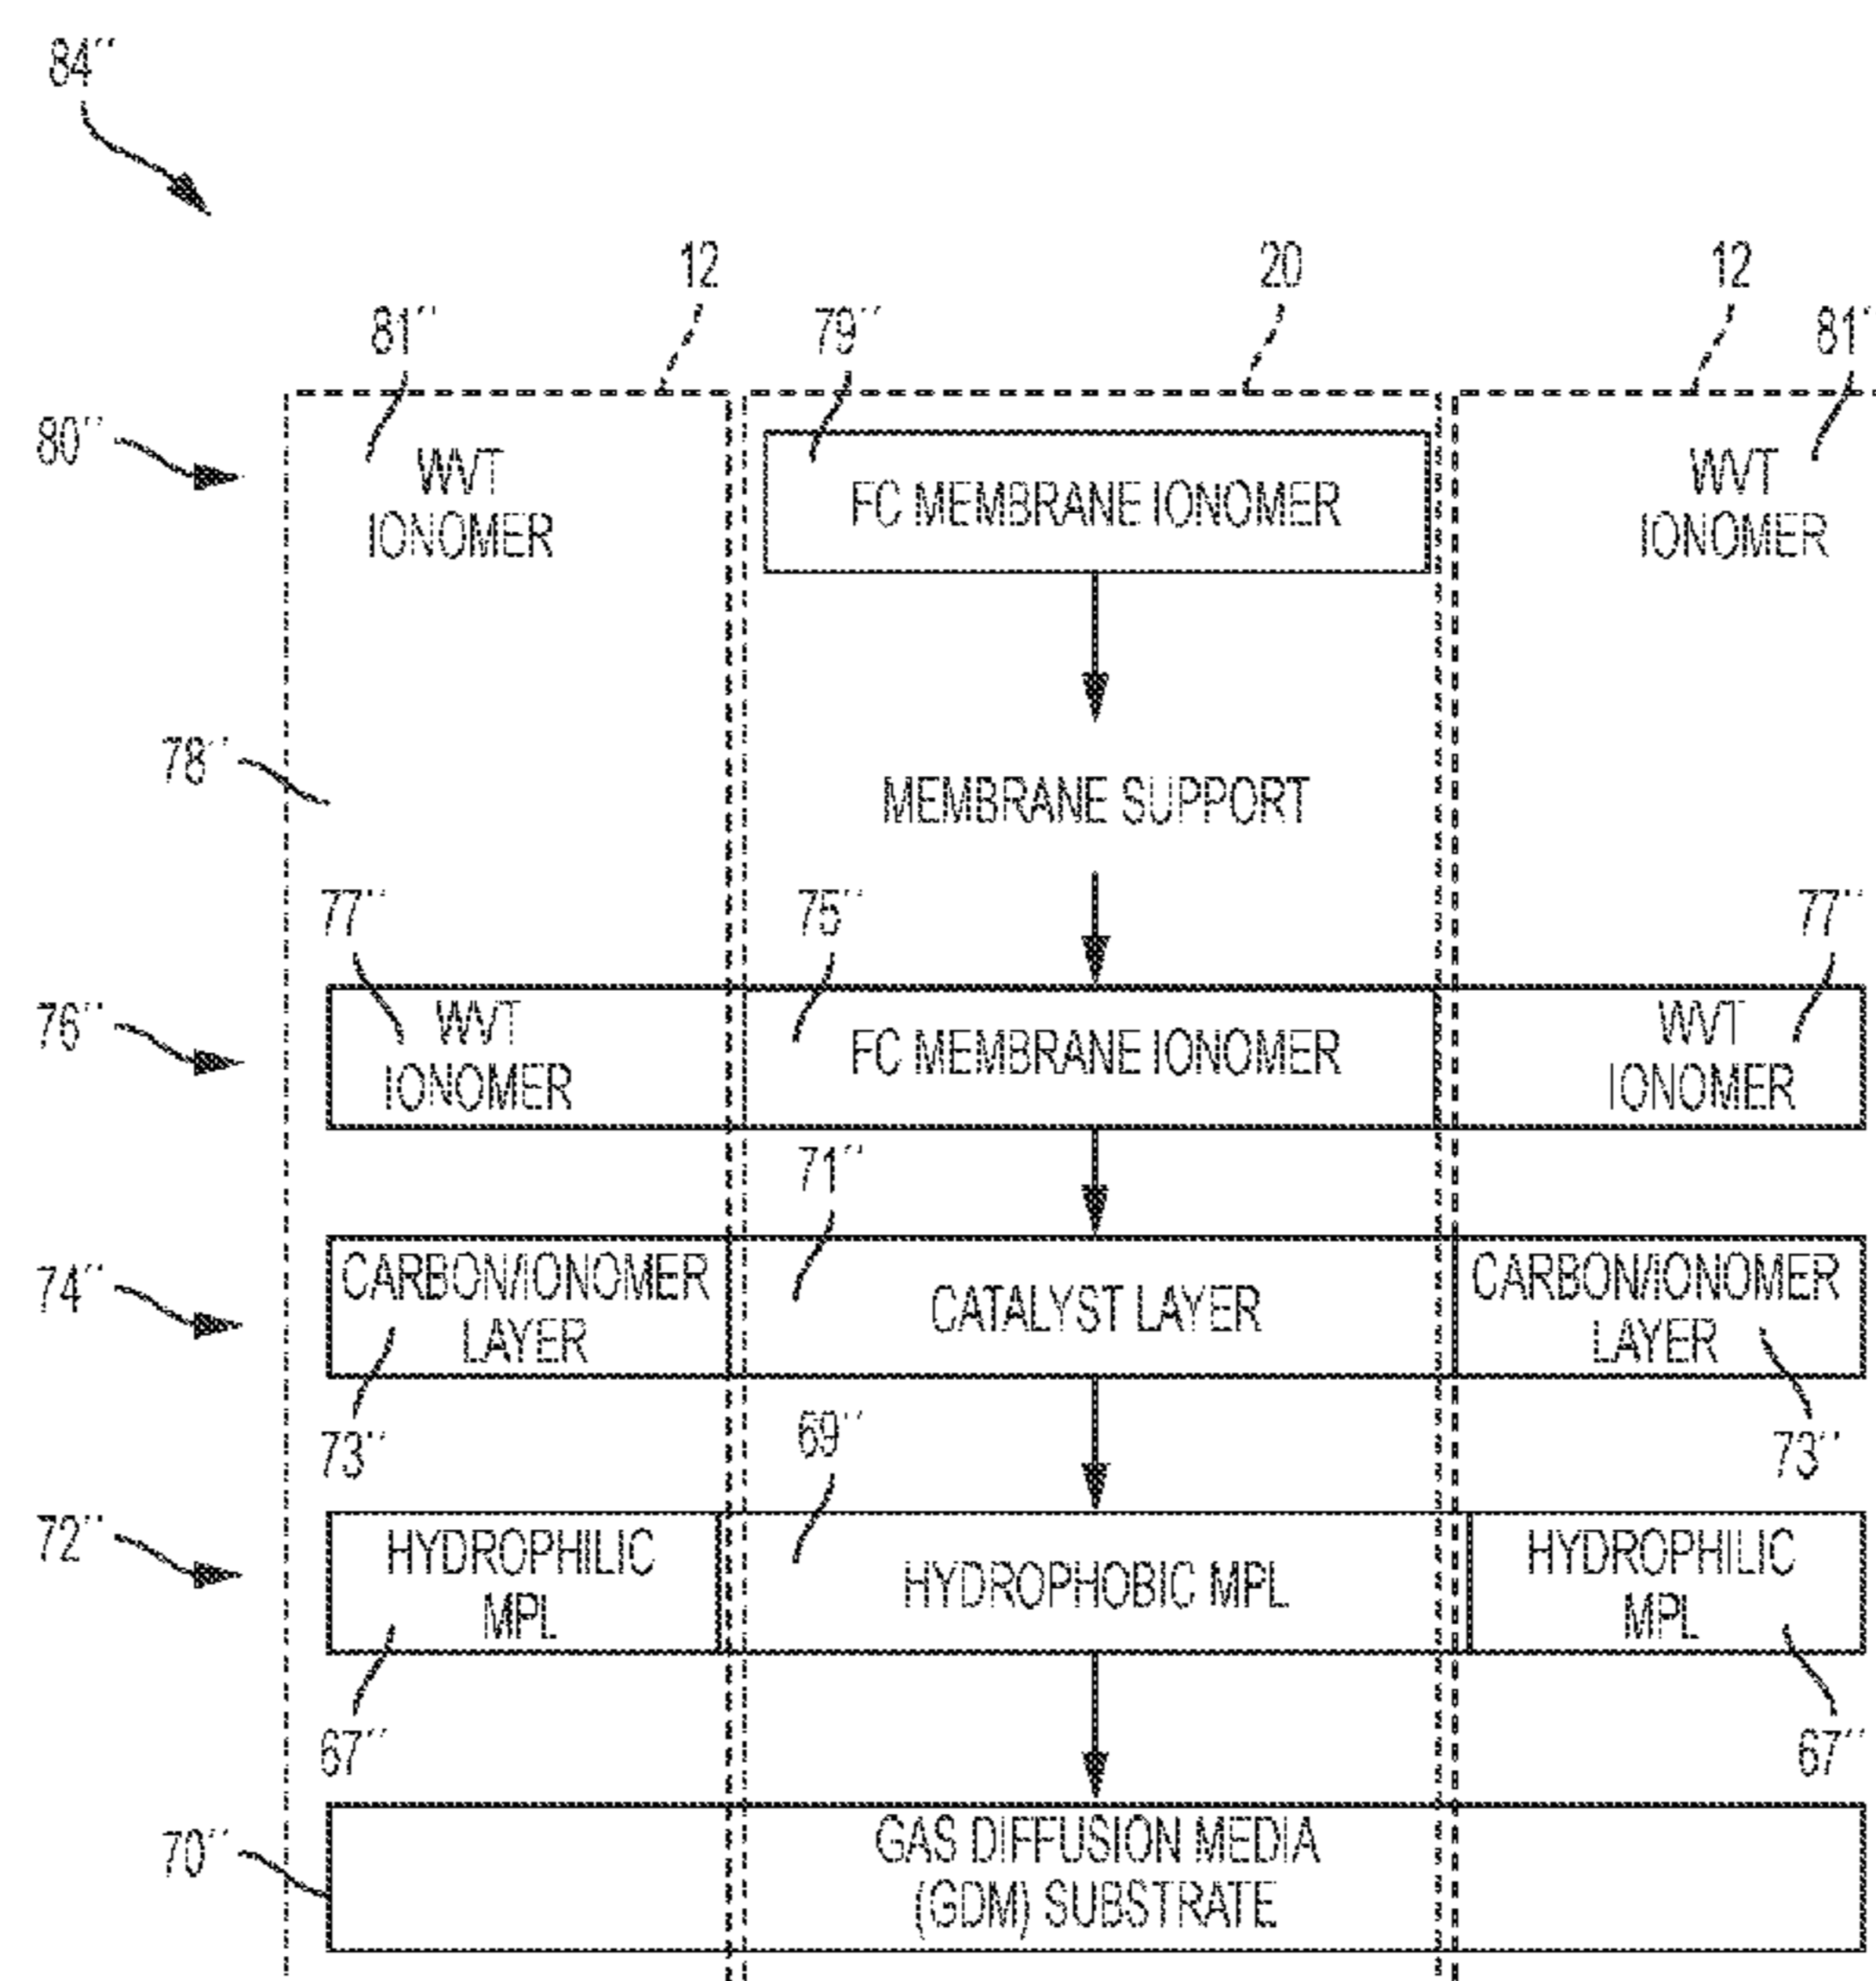 84´´
12 20 12
81´´ 79´´ 81´
80´´
WVT
IONOMER
FC MEMBRANE IONOMER
WVT
IONOMER
78´´
MEMBRANE SUPPORT
77´´ 75´´ 77´´
76´´
WVT
IONOMER
FC MEMBRANE IONOMER
WVT
IONOMER
71´´
74´´
CARBON/IONOMER
LAYER
CATALYST LAYER
CARBON/IONOMER
LAYER
73´´ 69´´ 73´´
72´´
HYDROPHILIC
MPL
HYDROPHOBIC MPL
HYDROPHILIC
MPL
67´´ 67´´
70´´
GAS DIFFUSION MEDIA
(GDM) SUBSTRATE